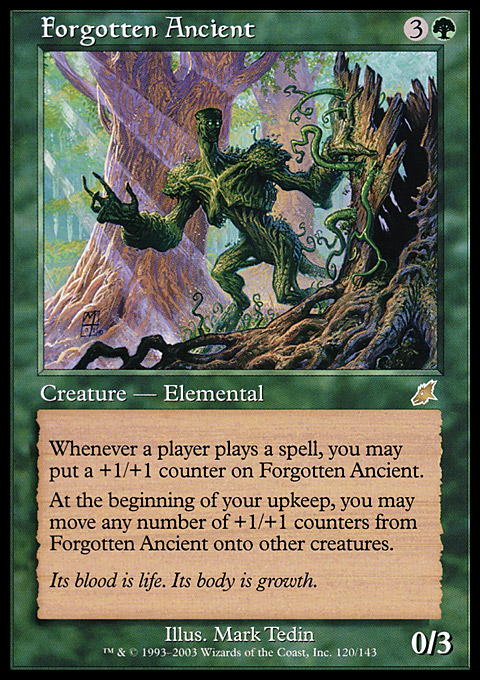 Forgotten Ancient 3
Creature — Elemental
Whenever a player plays a spell, you may
put a +1/+1 counter on Forgotten Ancient.
At the beginning of your upkeep, you may
move any number of +1/+1 counters from
Forgotten Ancient onto other creatures.
Its blood is life. Its body is growth.
Illus. Mark Tedin
™ & © 1993–2003 Wizards of the Coast, Inc. 120/143
0/3